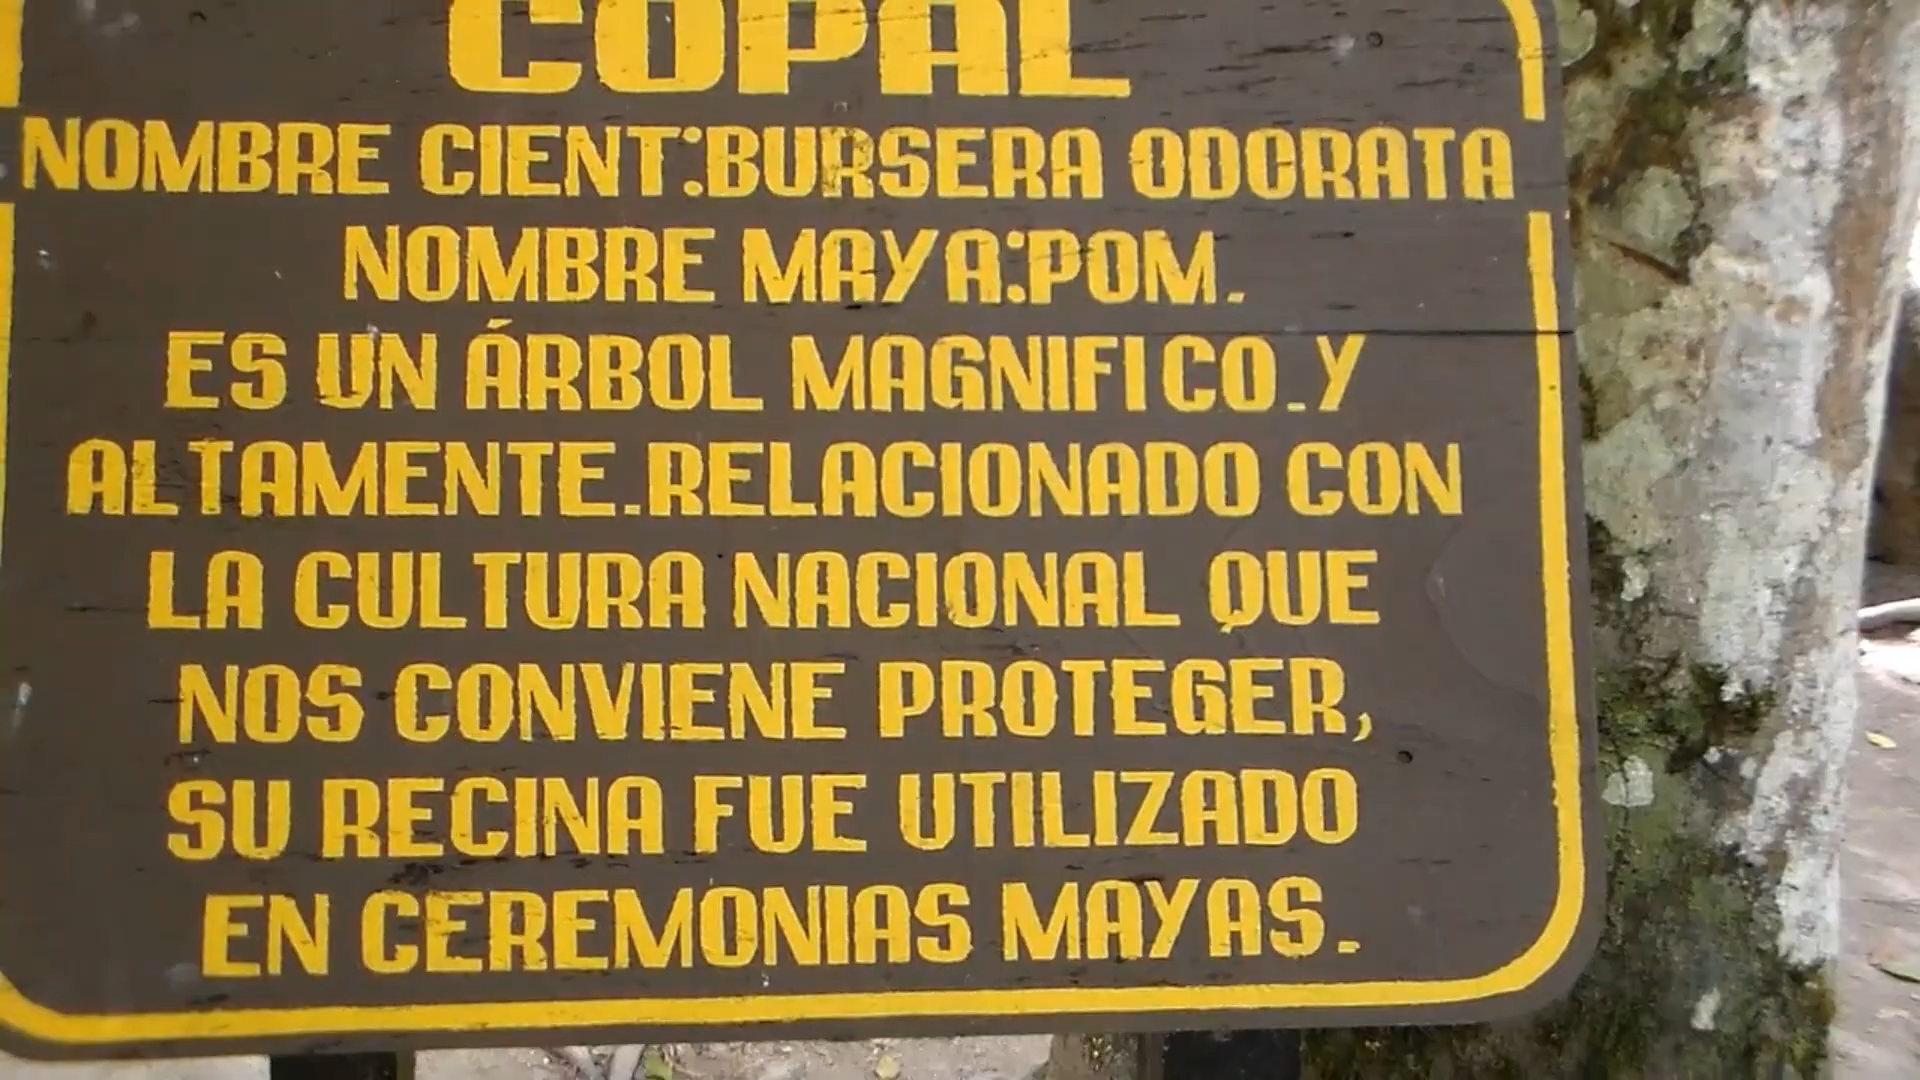 COPAL
NOMBRE CIENT:BURSERA ODCRATA
NOMBRE MAYA:POM.
ES UN ÁRBOL MAGNIFICO.Y
ALTAMENTE.RELACIONADO CON
LA CULTURA NACIONAL QUE
NOS CONVIENE PROTEGER,
SU RECINA FUE UTILIZADO
EN CEREMONIAS MAYAS.